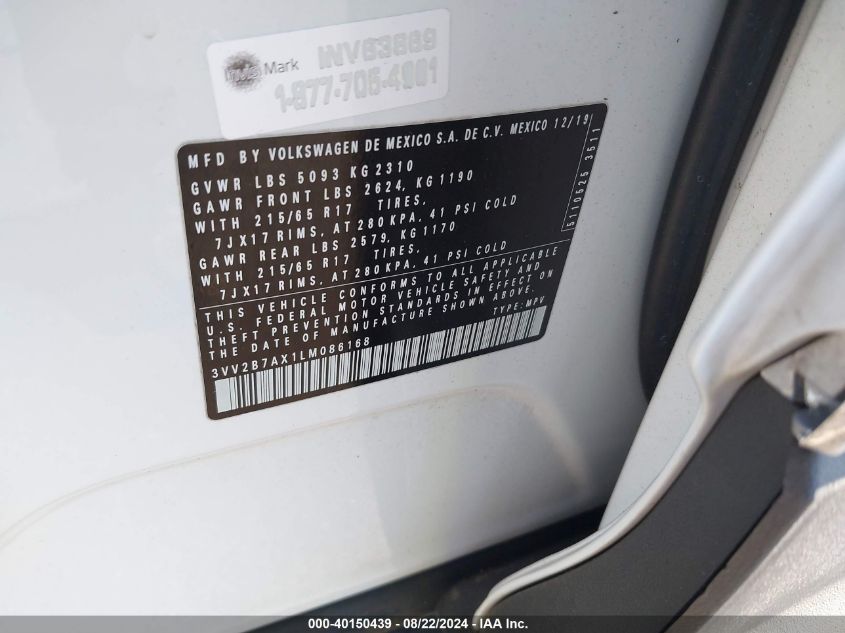 Mark
INV63869
1-877-705-4001
MFD BY VOLKSWAGEN DE MEXICO S.A. DE C.V. MEXICO 12/19
GVWR LBS 5093 KG 2310
GAWR FRONT LBS 2624, KG 1190
WITH 215/65 R17 TIRES,
7JX17 RIMS, AT 280 KPA, 41 PSI COLD
GAWR REAR LBS 2579, KG 1170
WITH 215/65 R17 TIRES,
7JX17 RIMS, AT 280 KPA, 41 PSI COLD
THIS VEHICLE CONFORMS TO ALL APPLICABLE
U.S. FEDERAL MOTOR VEHICLE SAFETY AND
THEFT PREVENTION STANDARDS IN EFFECT ON
THE DATE OF MANUFACTURE SHOWN ABOVE.
TYPE: MPV
3VV2B7AX1LM086168
5110525 3511
000-40150439 - 08/22/2024 - IAA Inc.